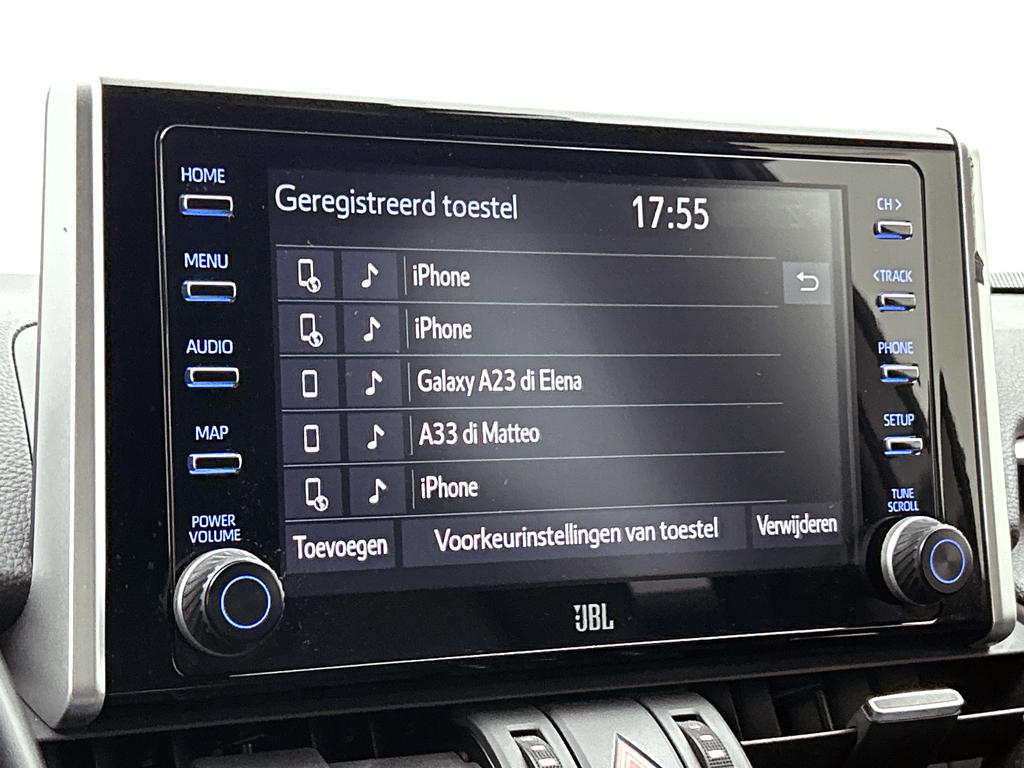 HOME
MENU
AUDIO
MAP
POWER
VOLUME
Geregistreerd toestel
17:55
iPhone
iPhone
Galaxy A23 di Elena
A33 di Matteo
iPhone
Toevoegen
Voorkeurinstellingen van toestel
Verwijderen
CH>
<TRACK
PHONE
SETUP
TUNE
SCROLL
JBL